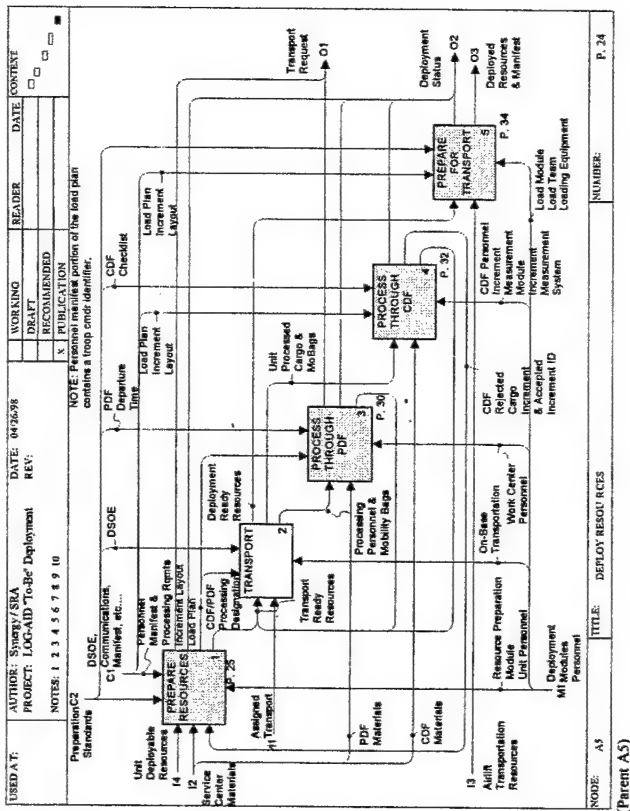 USED AT:
AUTHOR: Synergy / SRA
DATE: 04/26/98
PROJECT: LOG-AID "To-Be" Deployment
REV:
NOTES: 1 2 3 4 5 6 7 8 9 10
WORKING
DRAFT
RECOMMENDED
x PUBLICATION
READER
DATE
CONTEXT
NOTE: Personnel manifest portion of the load plan
contains a troop cmdr identifier.
Preparation C2
Standards
DSOE,
C1 Communications,
Manifest, etc....
Personnel
Manifest &
Processing Rqmts
DSOE
PDF
Departure
Time
Load Plan
Increment
Layout
CDF
Checklist
Load Plan
Increment
Layout
Transport
Request
O1
Deployment
Status
O2
O3
Deployed
Resources
& Manifest
Unit
Deployable
Resources
I4
I2
Service
Center
Materials
PREPARE
RESOURCES
1
P. 25
Increment Layout
Load Plan
CDF/PDF
Processing
Designation
Assigned
Transport
I1
TRANSPORT
2
Transport
Ready
Resources
Deployment
Ready
Resources
PROCESS
THROUGH
PDF
3
P. 30
Processing
Personnel &
Mobility Bags
Unit
Processed
Cargo &
MoBags
PROCESS
THROUGH
CDF
4
P. 32
PREPARE
FOR
TRANSPORT
5
P. 34
PDF
Materials
CDF
Materials
I3
Airlift
Transportation
Resources
Resource Preparation
Module
Unit Personnel
Deployment
M1 Modules
Personnel
On-Base
Transportation
Work Center
Personnel
CDF
Rejected
Cargo
Increment
& Accepted
Increment ID
CDF Personnel
Increment
Measurement
Module
Increment
Measurement
System
Load Module
Load Team
Loading Equipment
NODE: A5
TITLE: DEPLOY RESOURCES
NUMBER:
P. 24
(Parent A5)